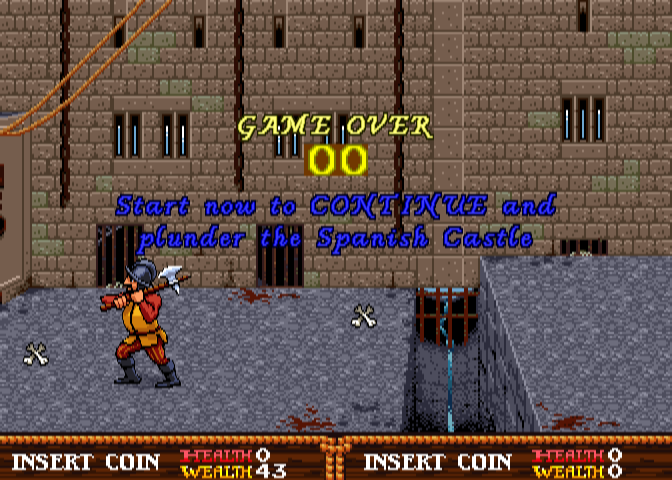 GAME OVER
00
Start now to CONTINUE and
plunder the Spanish Castle
INSERT COIN HEALTH 0 INSERT COIN HEALTH 0
WEALTH 43 WEALTH 0